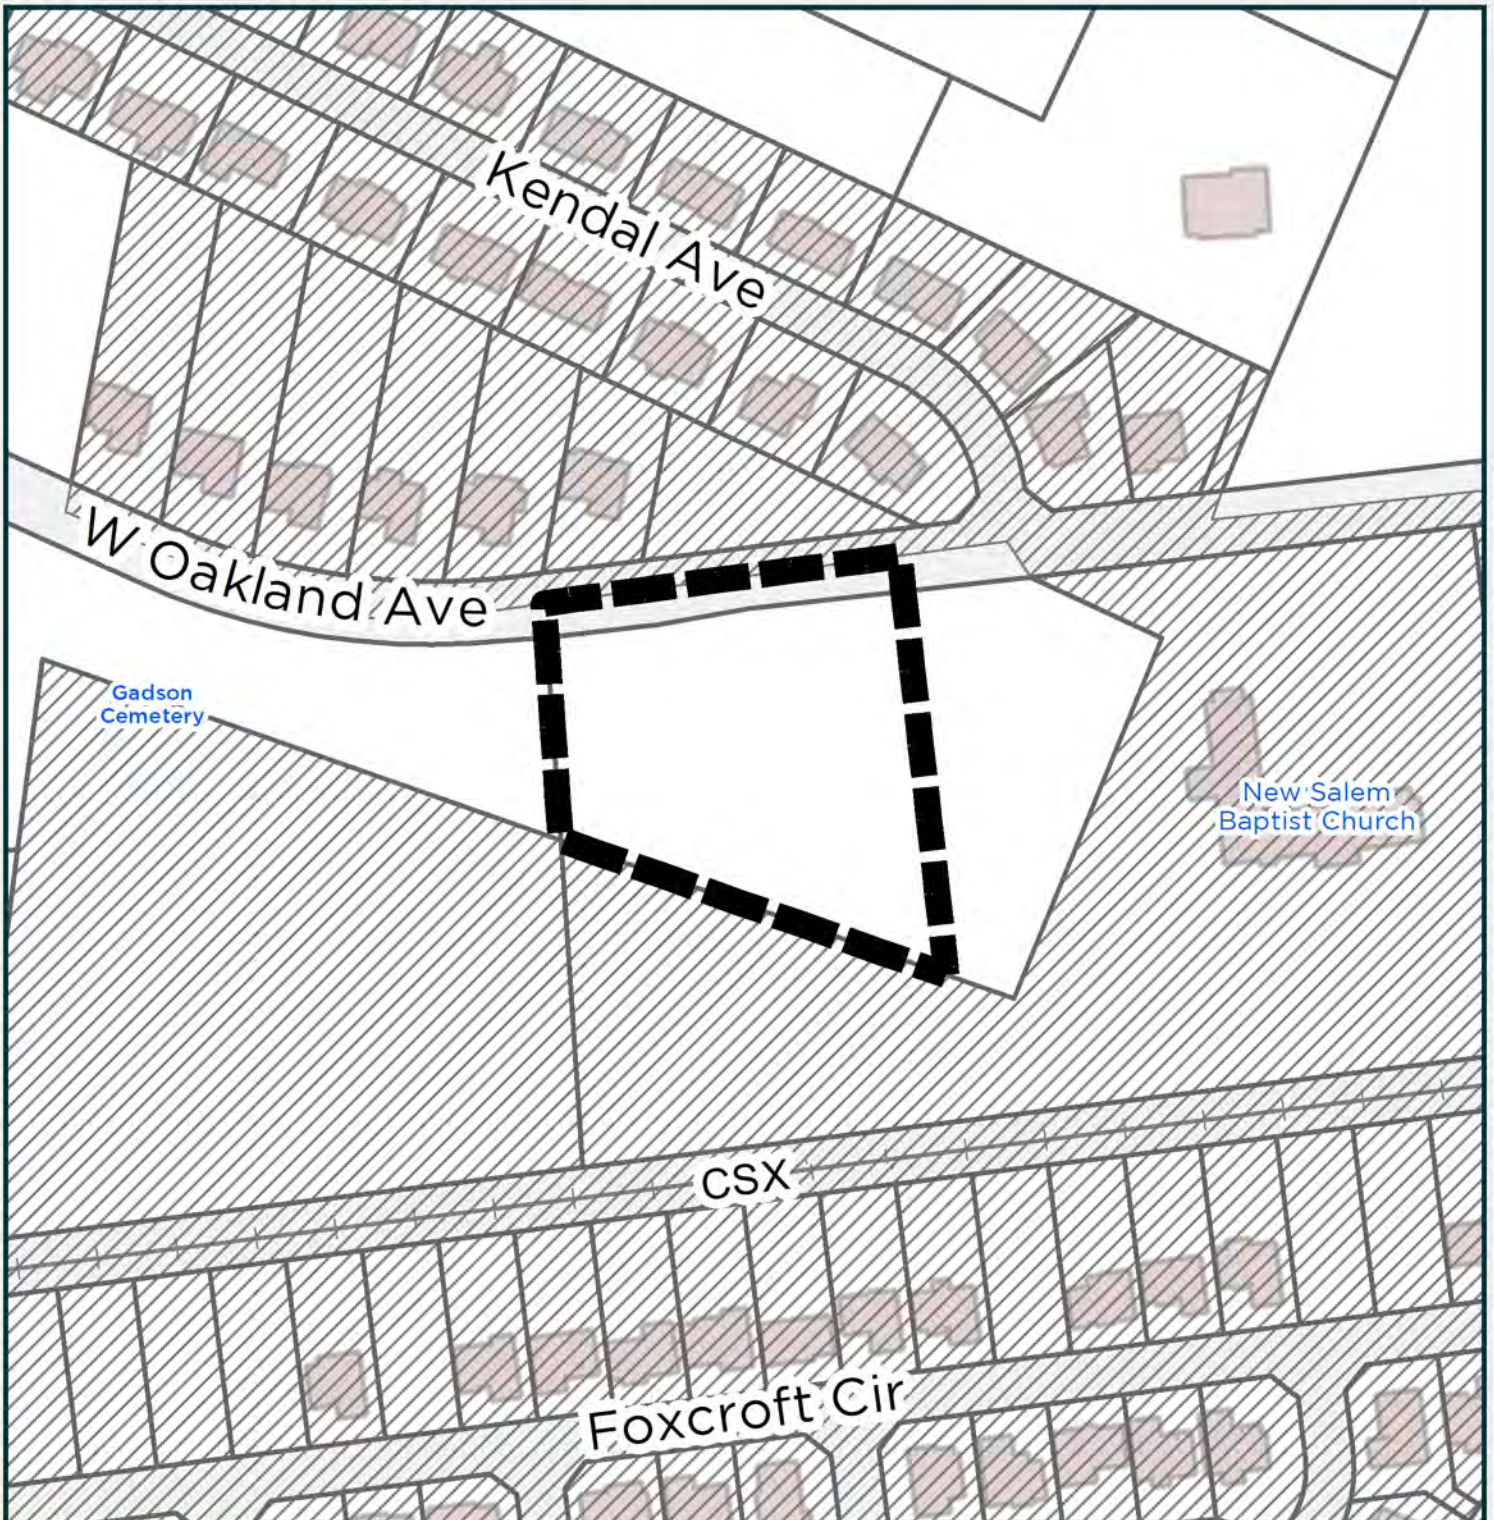 Kendal Ave
W Oakland Ave
Gadson
Cemetery
New Salem
Baptist Church
CSX
Foxcroft Cir